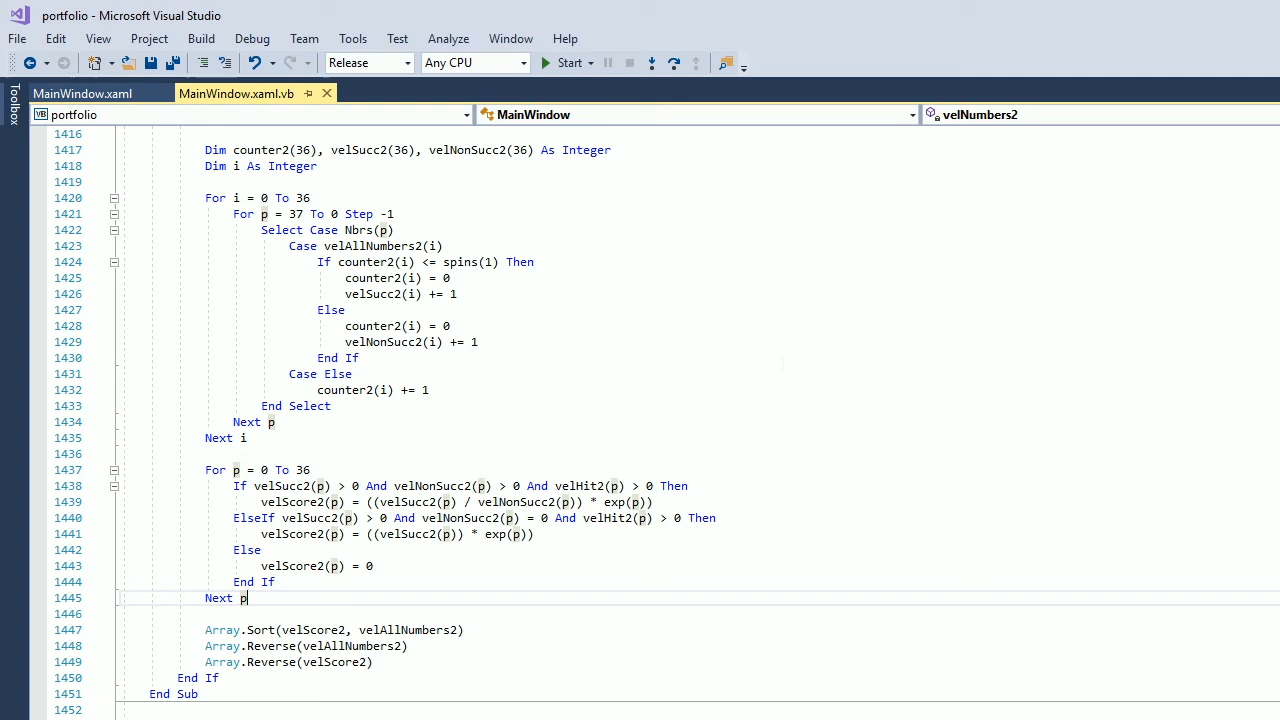 portfolio - Microsoft Visual Studio
File Edit View Project Build Debug Team Tools Test Analyze Window Help
Release Any CPU Start
Toolbox
MainWindow.xaml MainWindow.xaml.vb
VB portfolio MainWindow velNumbers2
1416
1417 Dim counter2(36), velSucc2(36), velNonSucc2(36) As Integer
1418 Dim i As Integer
1419
1420 For i = 0 To 36
1421 For p = 37 To 0 Step -1
1422 Select Case Nbrs(p)
1423 Case velAllNumbers2(i)
1424 If counter2(i) <= spins(1) Then
1425 counter2(i) = 0
1426 velSucc2(i) += 1
1427 Else
1428 counter2(i) = 0
1429 velNonSucc2(i) += 1
1430 End If
1431 Case Else
1432 counter2(i) += 1
1433 End Select
1434 Next p
1435 Next i
1436
1437 For p = 0 To 36
1438 If velSucc2(p) > 0 And velNonSucc2(p) > 0 And velHit2(p) > 0 Then
1439 velScore2(p) = ((velSucc2(p) / velNonSucc2(p)) * exp(p))
1440 ElseIf velSucc2(p) > 0 And velNonSucc2(p) = 0 And velHit2(p) > 0 Then
1441 velScore2(p) = ((velSucc2(p)) * exp(p))
1442 Else
1443 velScore2(p) = 0
1444 End If
1445 Next p
1446
1447 Array.Sort(velScore2, velAllNumbers2)
1448 Array.Reverse(velAllNumbers2)
1449 Array.Reverse(velScore2)
1450 End If
1451 End Sub
1452